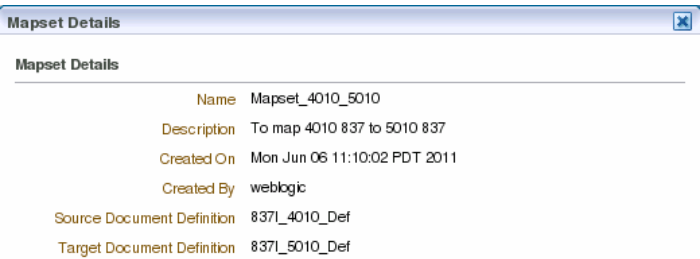 Mapset Details
Mapset Details
Name Mapset_4010_5010
Description To map 4010 837 to 5010 837
Created On Mon Jun 06 11:10:02 PDT 2011
Created By weblogic
Source Document Definition 837I_4010_Def
Target Document Definition 837I_5010_Def